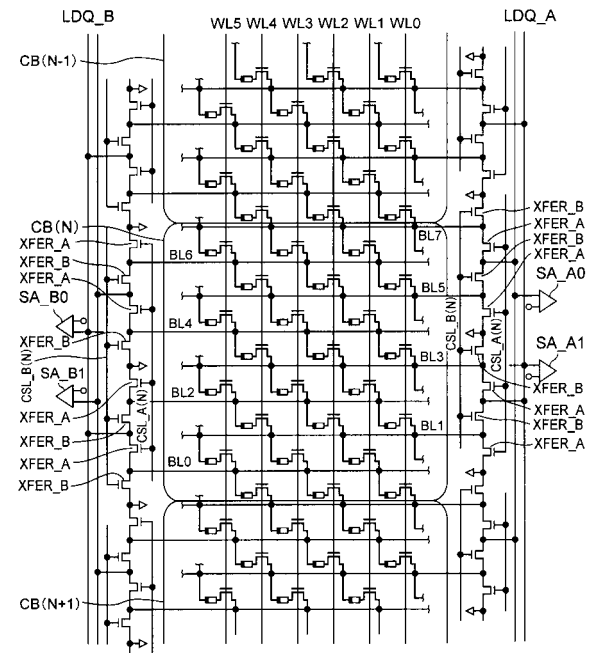 LDQ_B
WL5 WL4 WL3 WL2 WL1 WL0
LDQ_A
CB(N-1)
CB(N)
XFER_A
XFER_B
XFER_A
SA_B0
XFER_B
CSL_B(N)
SA_B1
CSL_A(N)
XFER_A
XFER_B
XFER_A
XFER_B
BL7
BL6
BL5
BL4
BL3
BL2
BL1
BL0
XFER_B
XFER_A
XFER_B
XFER_A
SA_A0
CSL_B(N)
CSL_A(N)
SA_A1
XFER_B
XFER_A
XFER_B
XFER_A
CB(N+1)